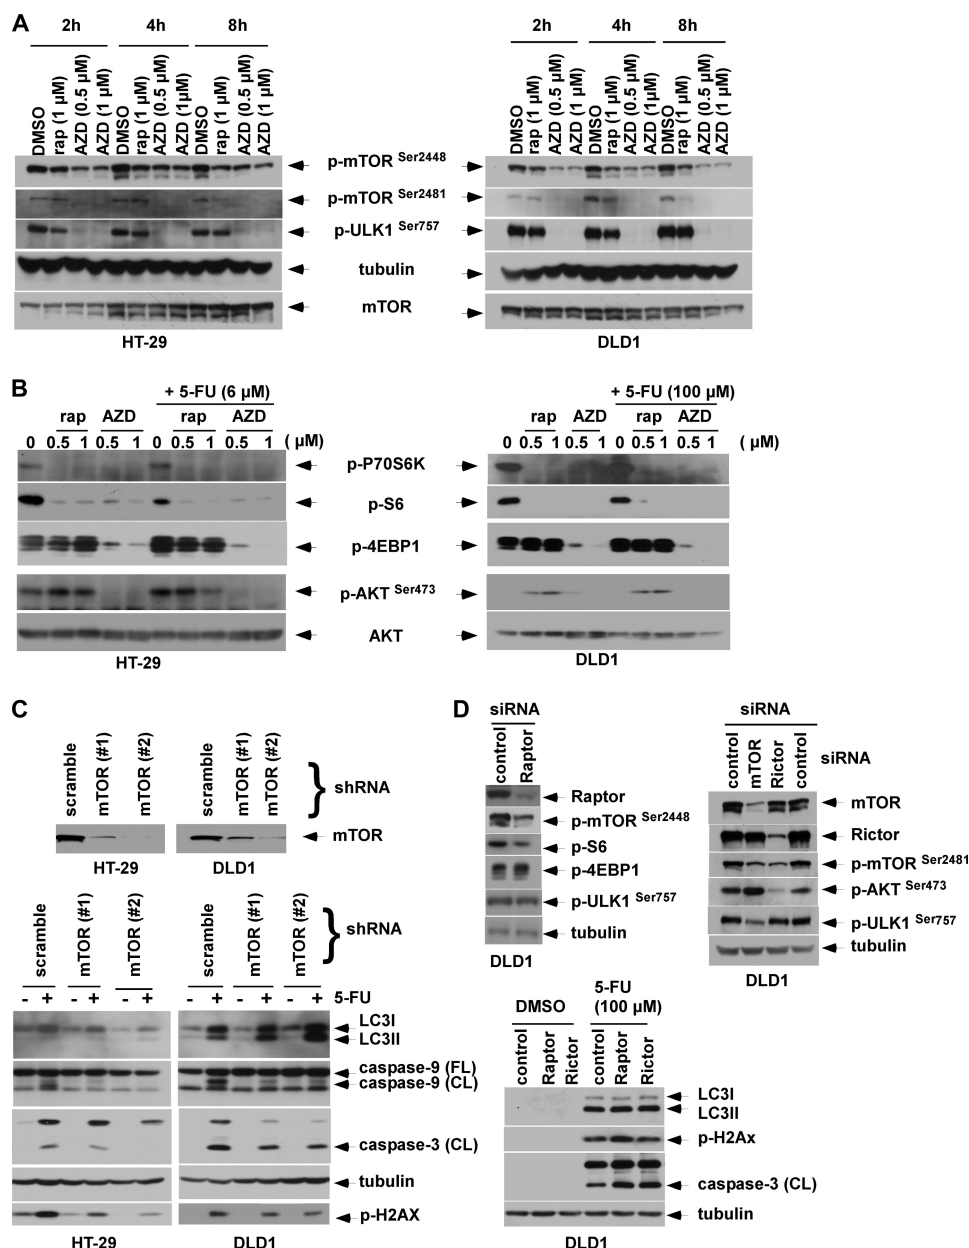 A
2h 4h 8h
DMSO
rap (1 µM)
AZD (0.5 µM)
AZD (1 µM)
DMSO
rap (1 µM)
AZD (0.5 µM)
AZD (1µM)
DMSO
rap (1 µM)
AZD (0.5 µM)
AZD (1 µM)
2h 4h 8h
DMSO
rap (1 µM)
AZD (0.5 µM)
AZD (1 µM)
DMSO
rap (1 µM)
AZD (0.5 µM)
AZD (1µM)
DMSO
rap (1 µM)
AZD (0.5 µM)
AZD (1 µM)
p-mTOR Ser2448
p-mTOR Ser2481
p-ULK1 Ser757
tubulin
mTOR
HT-29
DLD1
B
+ 5-FU (6 µM)
rap AZD rap AZD
0 0.5 1 0.5 1 0 0.5 1 0.5 1 ( µM)
+ 5-FU (100 µM)
rap AZD rap AZD
0 0.5 1 0.5 1 0 0.5 1 0.5 1 ( µM)
p-P70S6K
p-S6
p-4EBP1
p-AKT Ser473
AKT
HT-29
DLD1
C
scramble
mTOR (#1)
mTOR (#2)
scramble
mTOR (#1)
mTOR (#2)
} shRNA
mTOR
HT-29 DLD1
scramble
mTOR (#1)
mTOR (#2)
scramble
mTOR (#1)
mTOR (#2)
} shRNA
- + - + - + - + - + - + 5-FU
LC3I
LC3II
caspase-9 (FL)
caspase-9 (CL)
caspase-3 (CL)
tubulin
p-H2AX
HT-29 DLD1
D
siRNA
control
Raptor
Raptor
p-mTOR Ser2448
p-S6
p-4EBP1
p-ULK1 Ser757
tubulin
DLD1
siRNA
control
mTOR
Rictor
control
siRNA
mTOR
Rictor
p-mTOR Ser2481
p-AKT Ser473
p-ULK1 Ser757
tubulin
DLD1
DMSO
5-FU
(100 µM)
control
Raptor
Rictor
control
Raptor
Rictor
LC3I
LC3II
p-H2Ax
caspase-3 (CL)
tubulin
DLD1